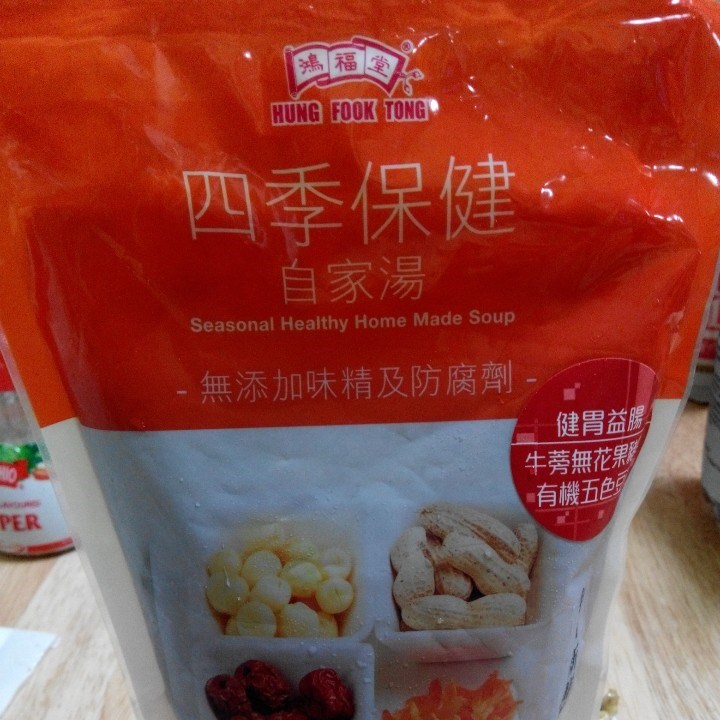 鴻福堂®
HUNG FOOK TONG
四季保健
自家湯
Seasonal Healthy Home Made Soup
- 無添加味精及防腐劑 -
健胃益腸
牛蒡無花果
有機五色豆
PER